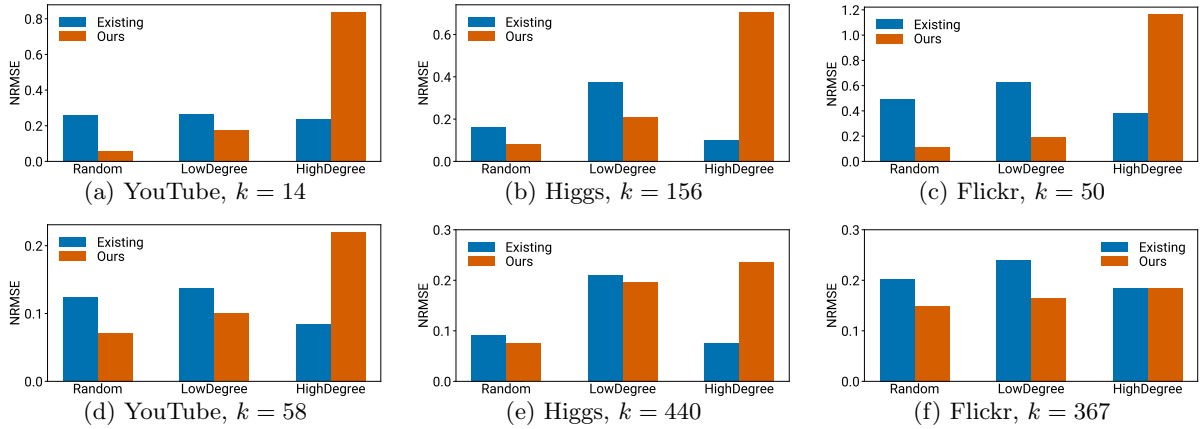 0.8
0.6
0.4
0.2
0.0
NRMSE
Existing
Ours
Random LowDegree HighDegree
(a) YouTube, k = 14
0.6
0.4
0.2
0.0
NRMSE
Existing
Ours
Random LowDegree HighDegree
(b) Higgs, k = 156
1.2
1.0
0.8
0.6
0.4
0.2
0.0
NRMSE
Existing
Ours
Random LowDegree HighDegree
(c) Flickr, k = 50
0.2
0.1
0.0
NRMSE
Existing
Ours
Random LowDegree HighDegree
(d) YouTube, k = 58
0.3
0.2
0.1
0.0
NRMSE
Existing
Ours
Random LowDegree HighDegree
(e) Higgs, k = 440
0.3
0.2
0.1
0.0
NRMSE
Existing
Ours
Random LowDegree HighDegree
(f) Flickr, k = 367